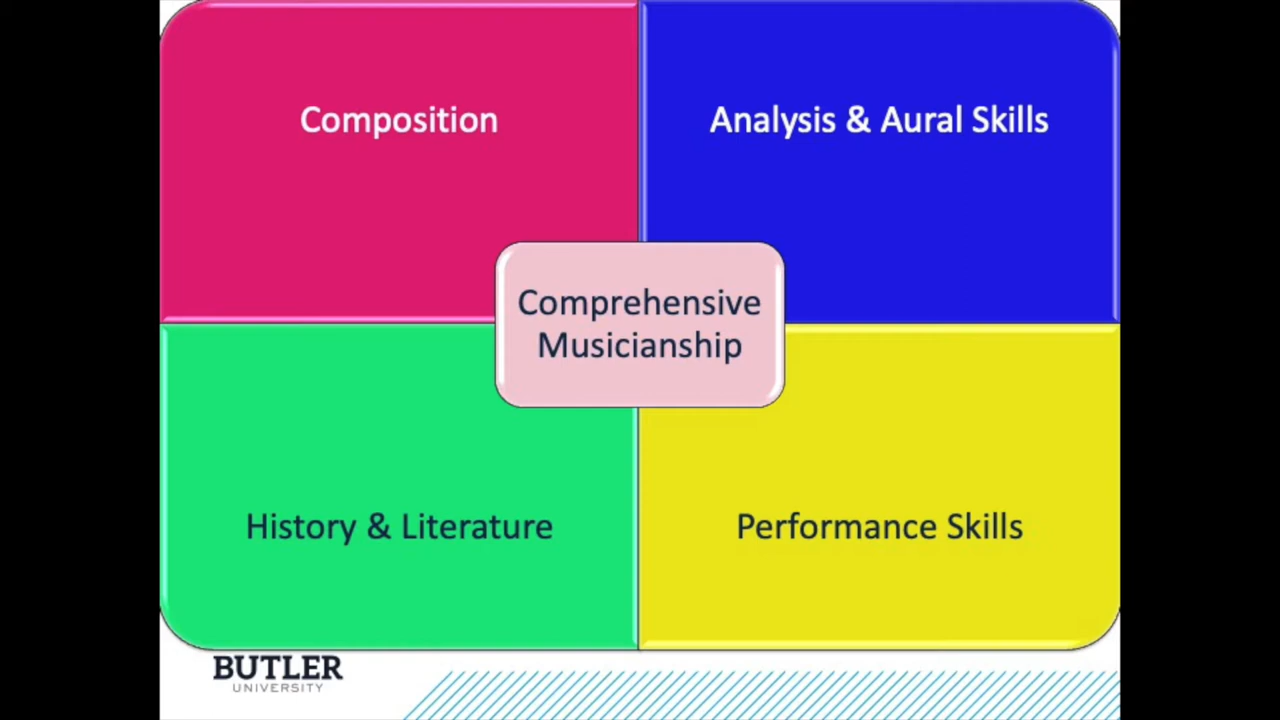 Composition
Analysis & Aural Skills
Comprehensive
Musicianship
History & Literature
Performance Skills
BUTLER
UNIVERSITY